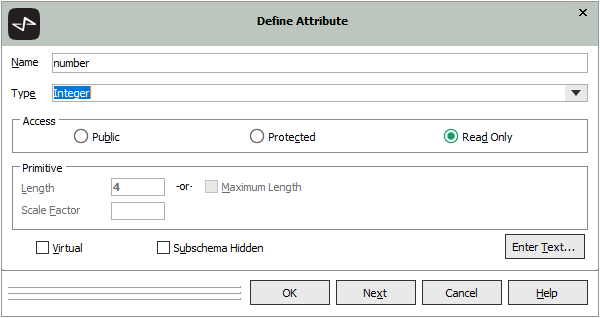 Define Attribute
Name number
Type Integer
Access
Public Protected Read Only
Primitive
Length 4 -or- Maximum Length
Scale Factor
Virtual Subschema Hidden Enter Text...
OK Next Cancel Help